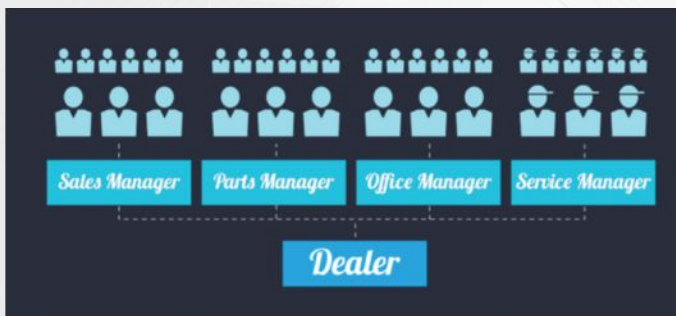 Sales Manager
Parts Manager
Office Manager
Service Manager
Dealer